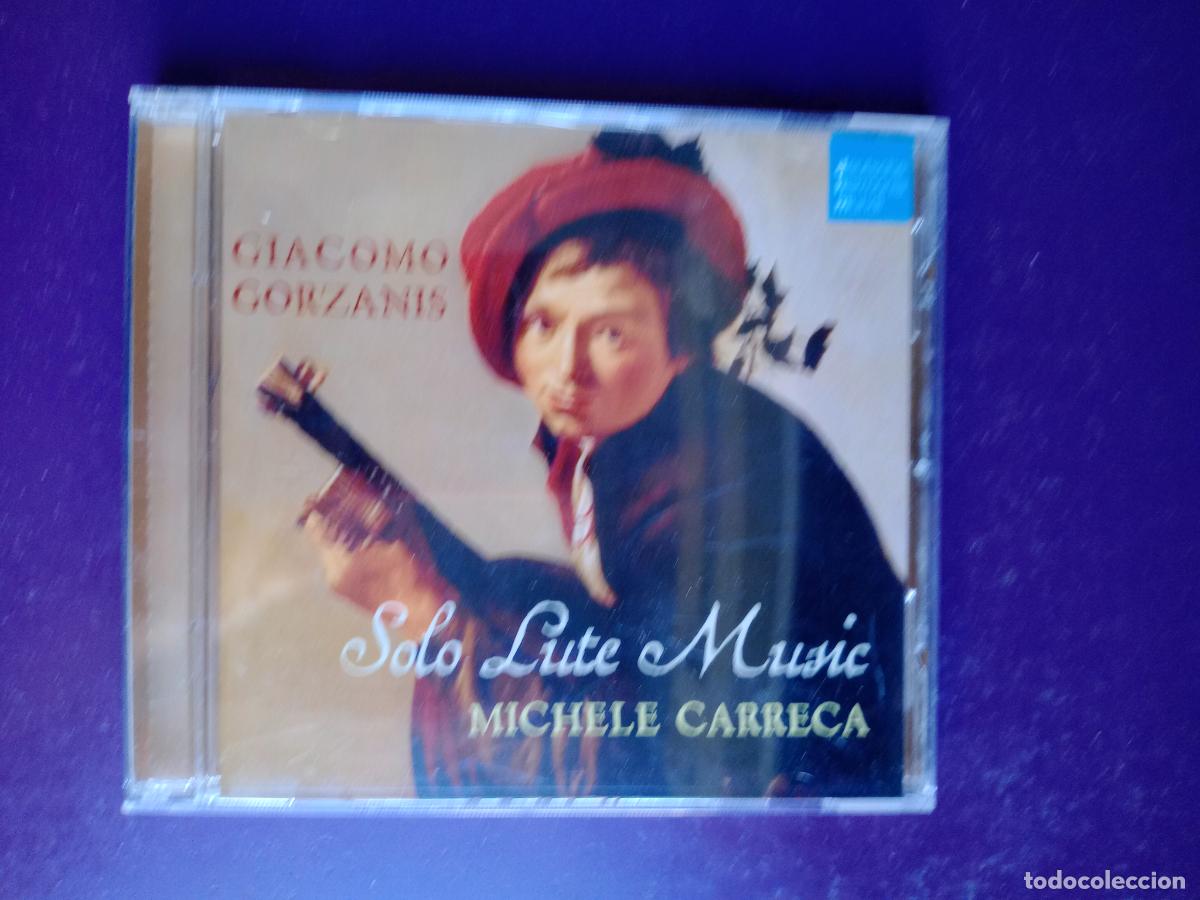 GIACOMO
GORZANIS
Solo Lute Music
MICHELE CARRECA
todocoleccion